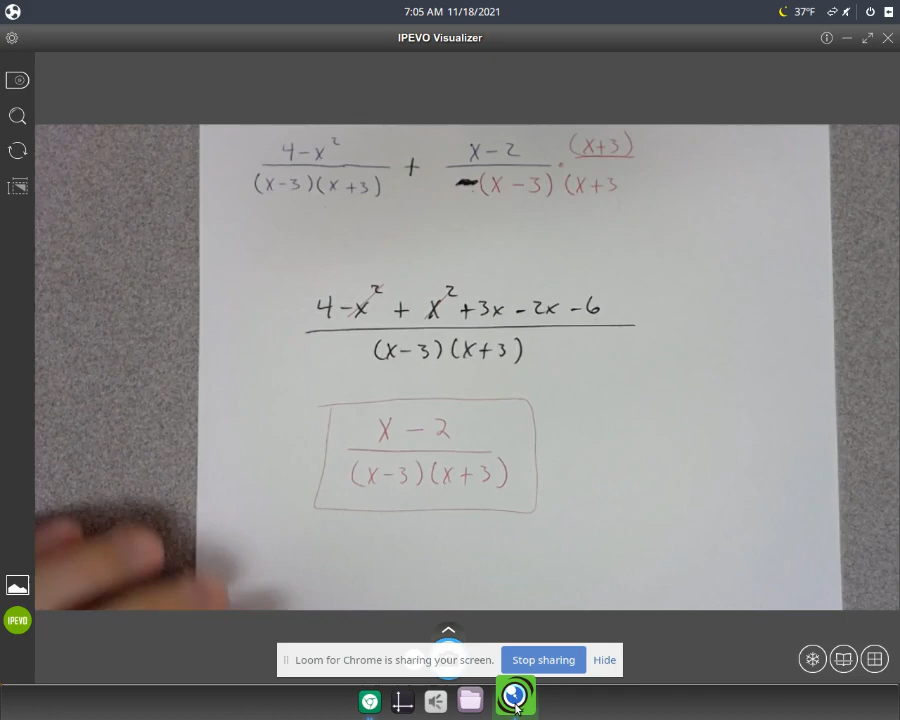 7:05 AM 11/18/2021
37°F
IPEVO Visualizer
4-x² / (x-3)(x+3) + x-2 / (x-3) · (x+3) / (x+3
4-x² + x² +3x -2x -6
(x-3)(x+3)
x-2
(x-3)(x+3)
IPEVO
Loom for Chrome is sharing your screen. Stop sharing Hide